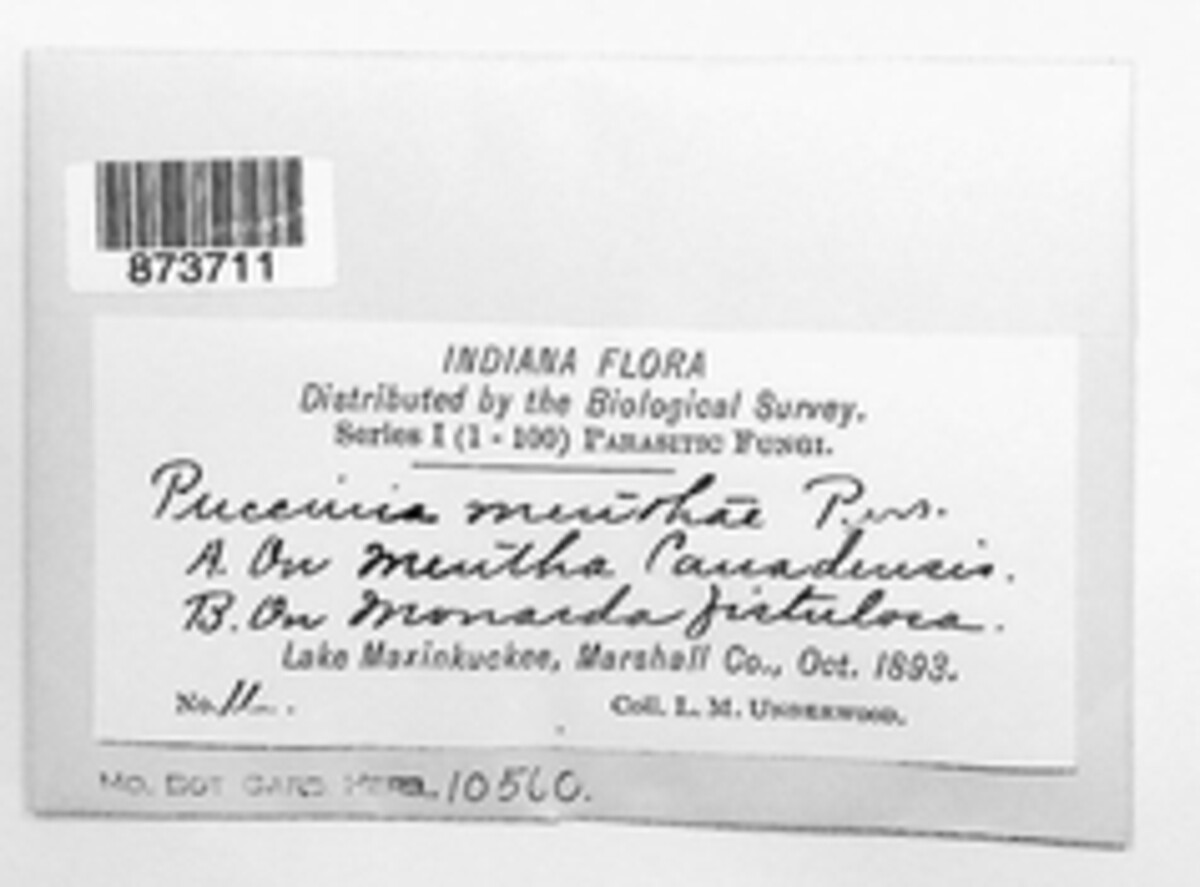 873711
INDIANA FLORA
Distributed by the Biological Survey.
Series I (1 - 100) PARASITIC FUNGI.
Puccinia menthae Pers.
A. On Mentha Canadensis.
B. On Monarda fistulosa.
Lake Maxinkuckee, Marshall Co., Oct. 1893.
No. 11.
Coll. L. M. UNDERWOOD.
MO. BOT GARD HERB. 10560.